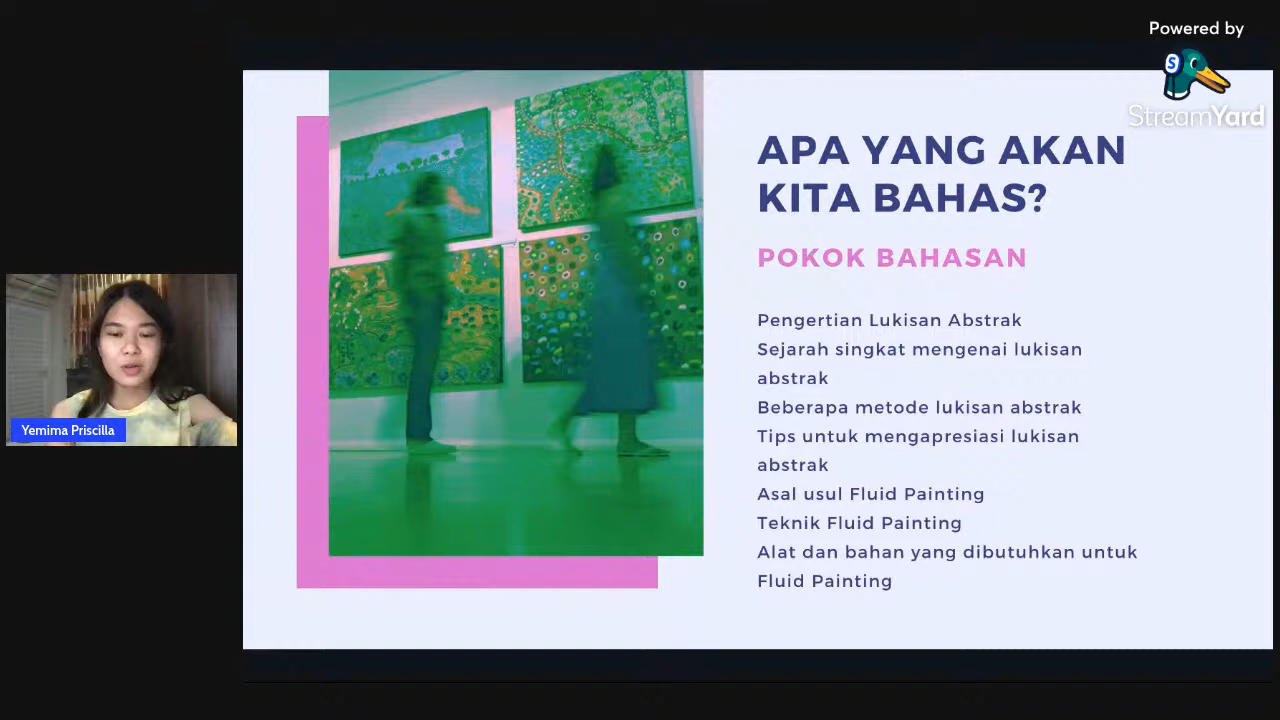 Powered by
S
StreamYard
APA YANG AKAN
KITA BAHAS?
POKOK BAHASAN
Pengertian Lukisan Abstrak
Sejarah singkat mengenai lukisan
abstrak
Beberapa metode lukisan abstrak
Tips untuk mengapresiasi lukisan
abstrak
Asal usul Fluid Painting
Teknik Fluid Painting
Alat dan bahan yang dibutuhkan untuk
Fluid Painting
Yemima Priscilla